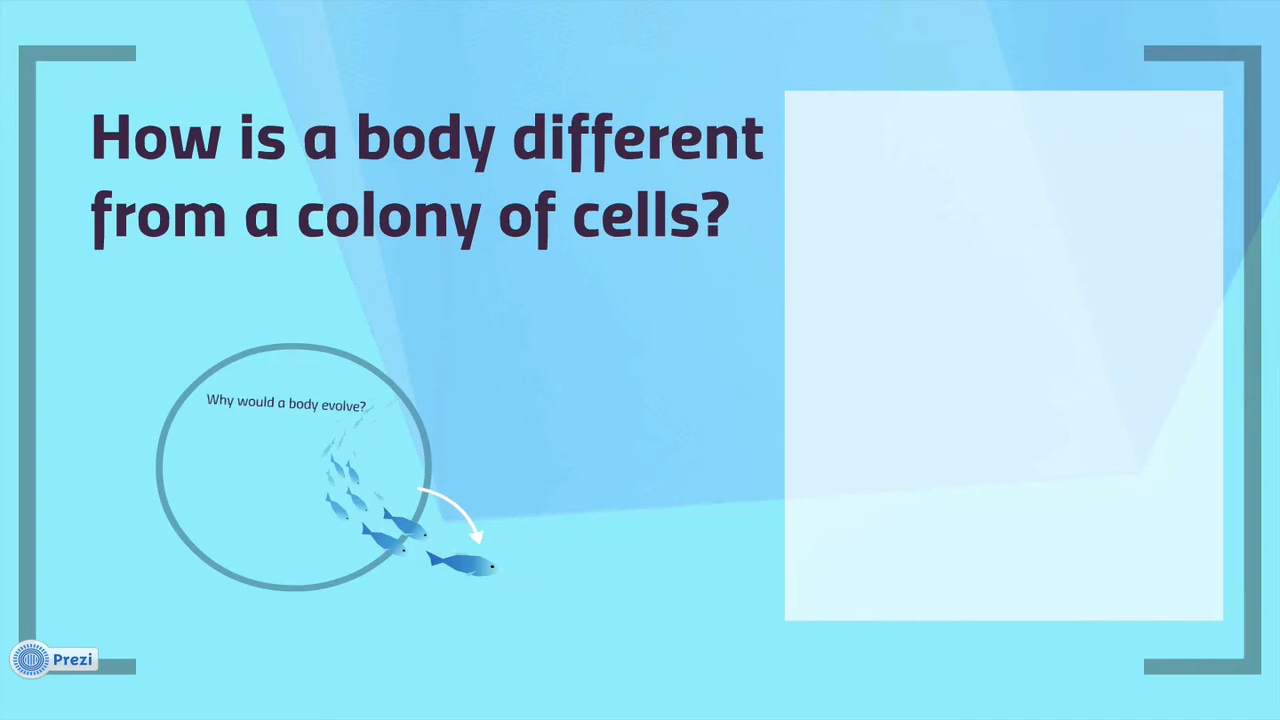 How is a body different
from a colony of cells?
Why would a body evolve?
Prezi